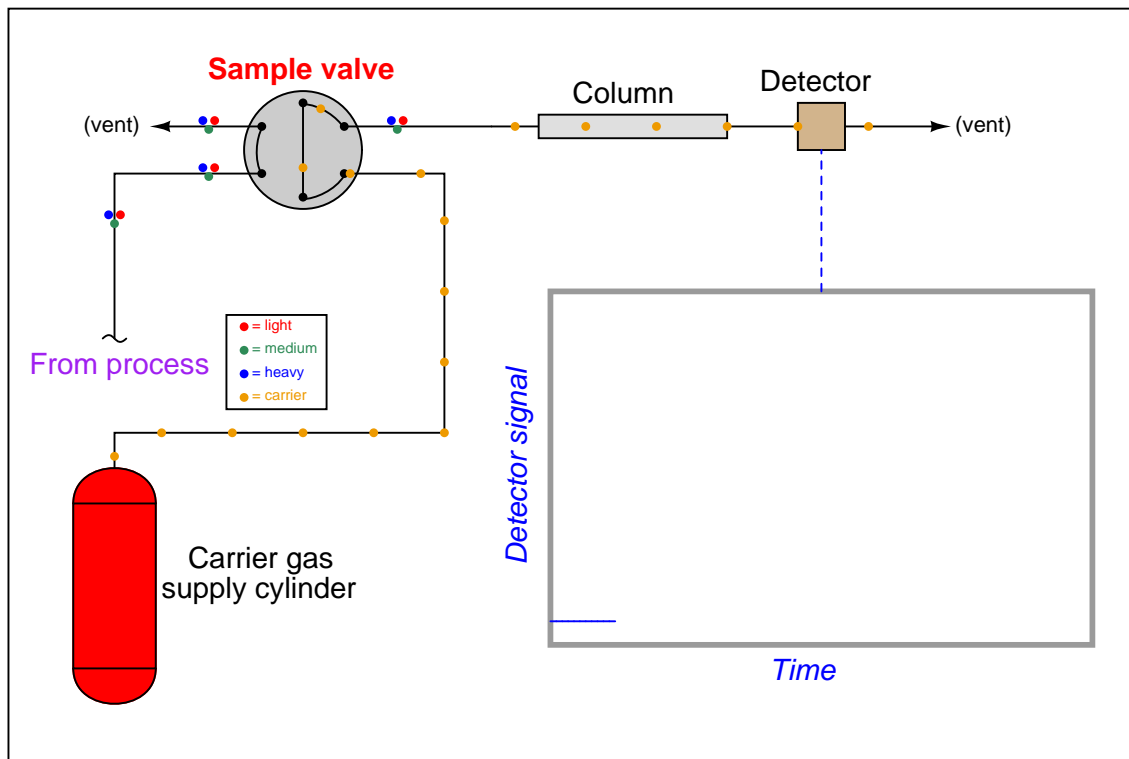 Sample valve
Column
Detector
(vent)
(vent)
From process
= light
= medium
= heavy
= carrier
Detector signal
Carrier gas
supply cylinder
Time